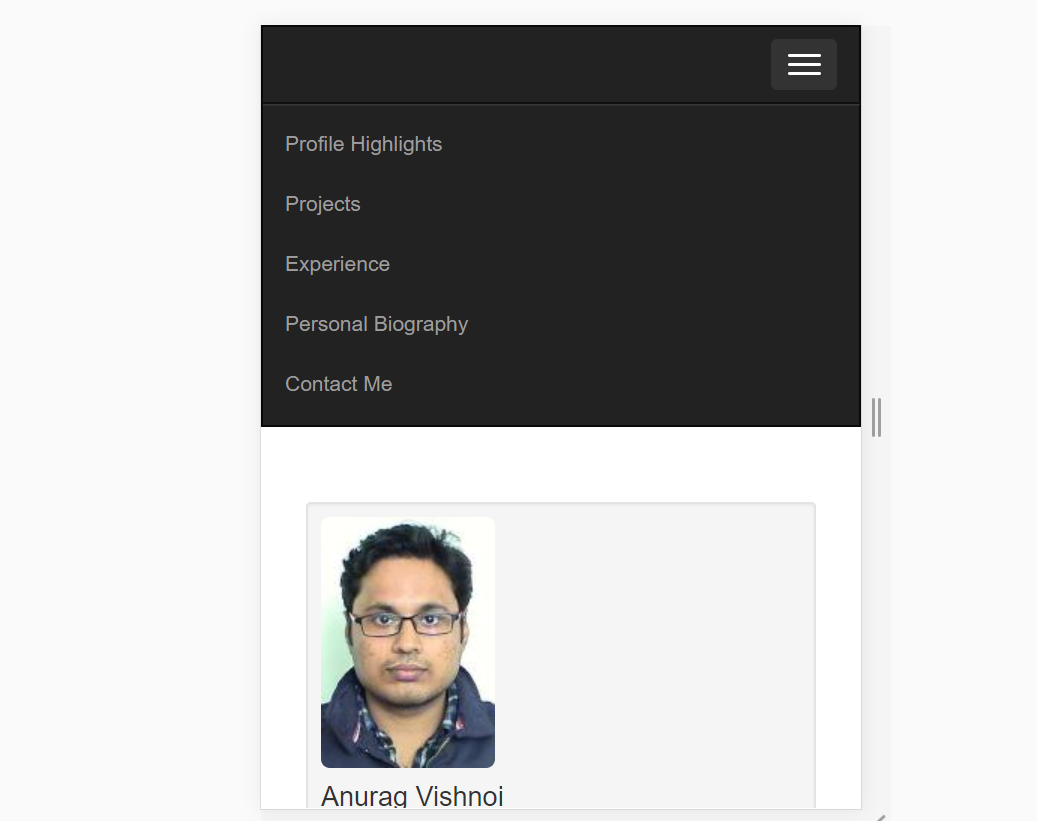 Profile Highlights
Projects
Experience
Personal Biography
Contact Me
Anurag Vishnoi